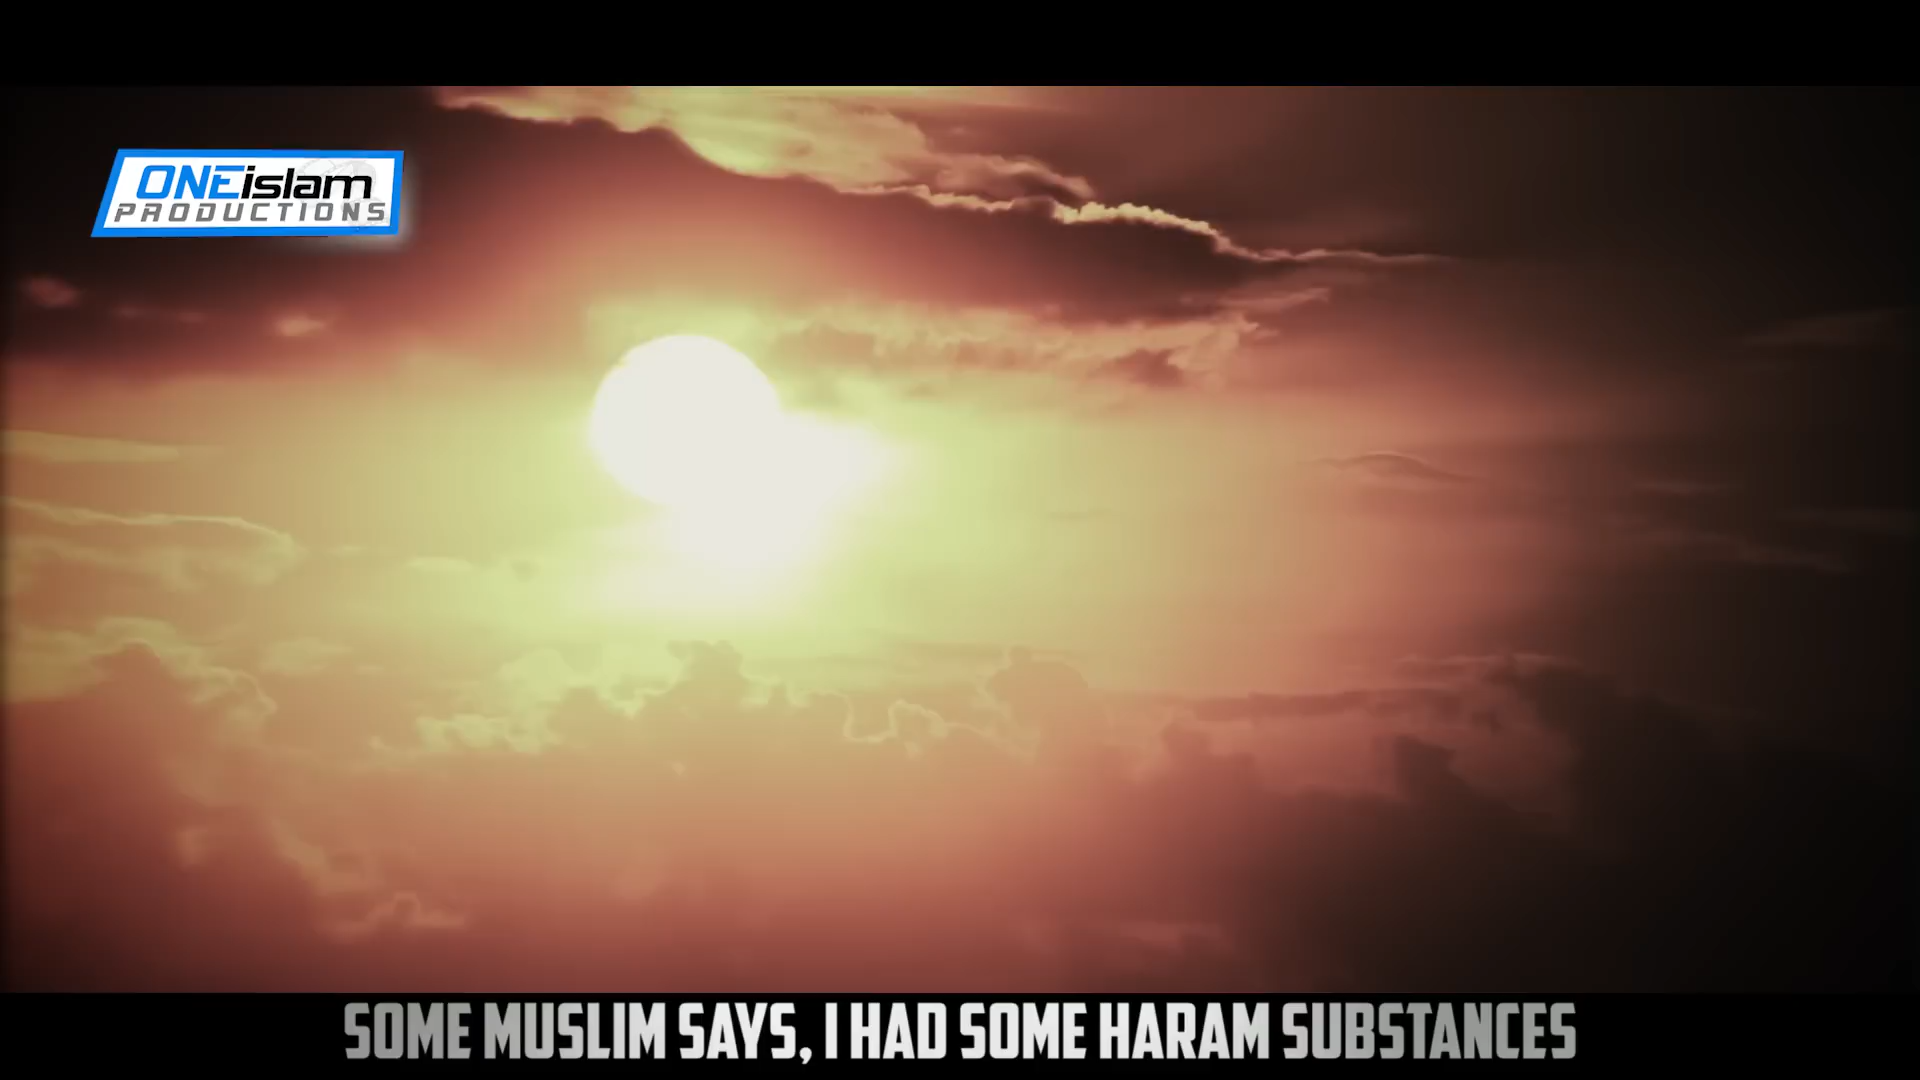 ONEislam
PRODUCTIONS
SOME MUSLIM SAYS, I HAD SOME HARAM SUBSTANCES